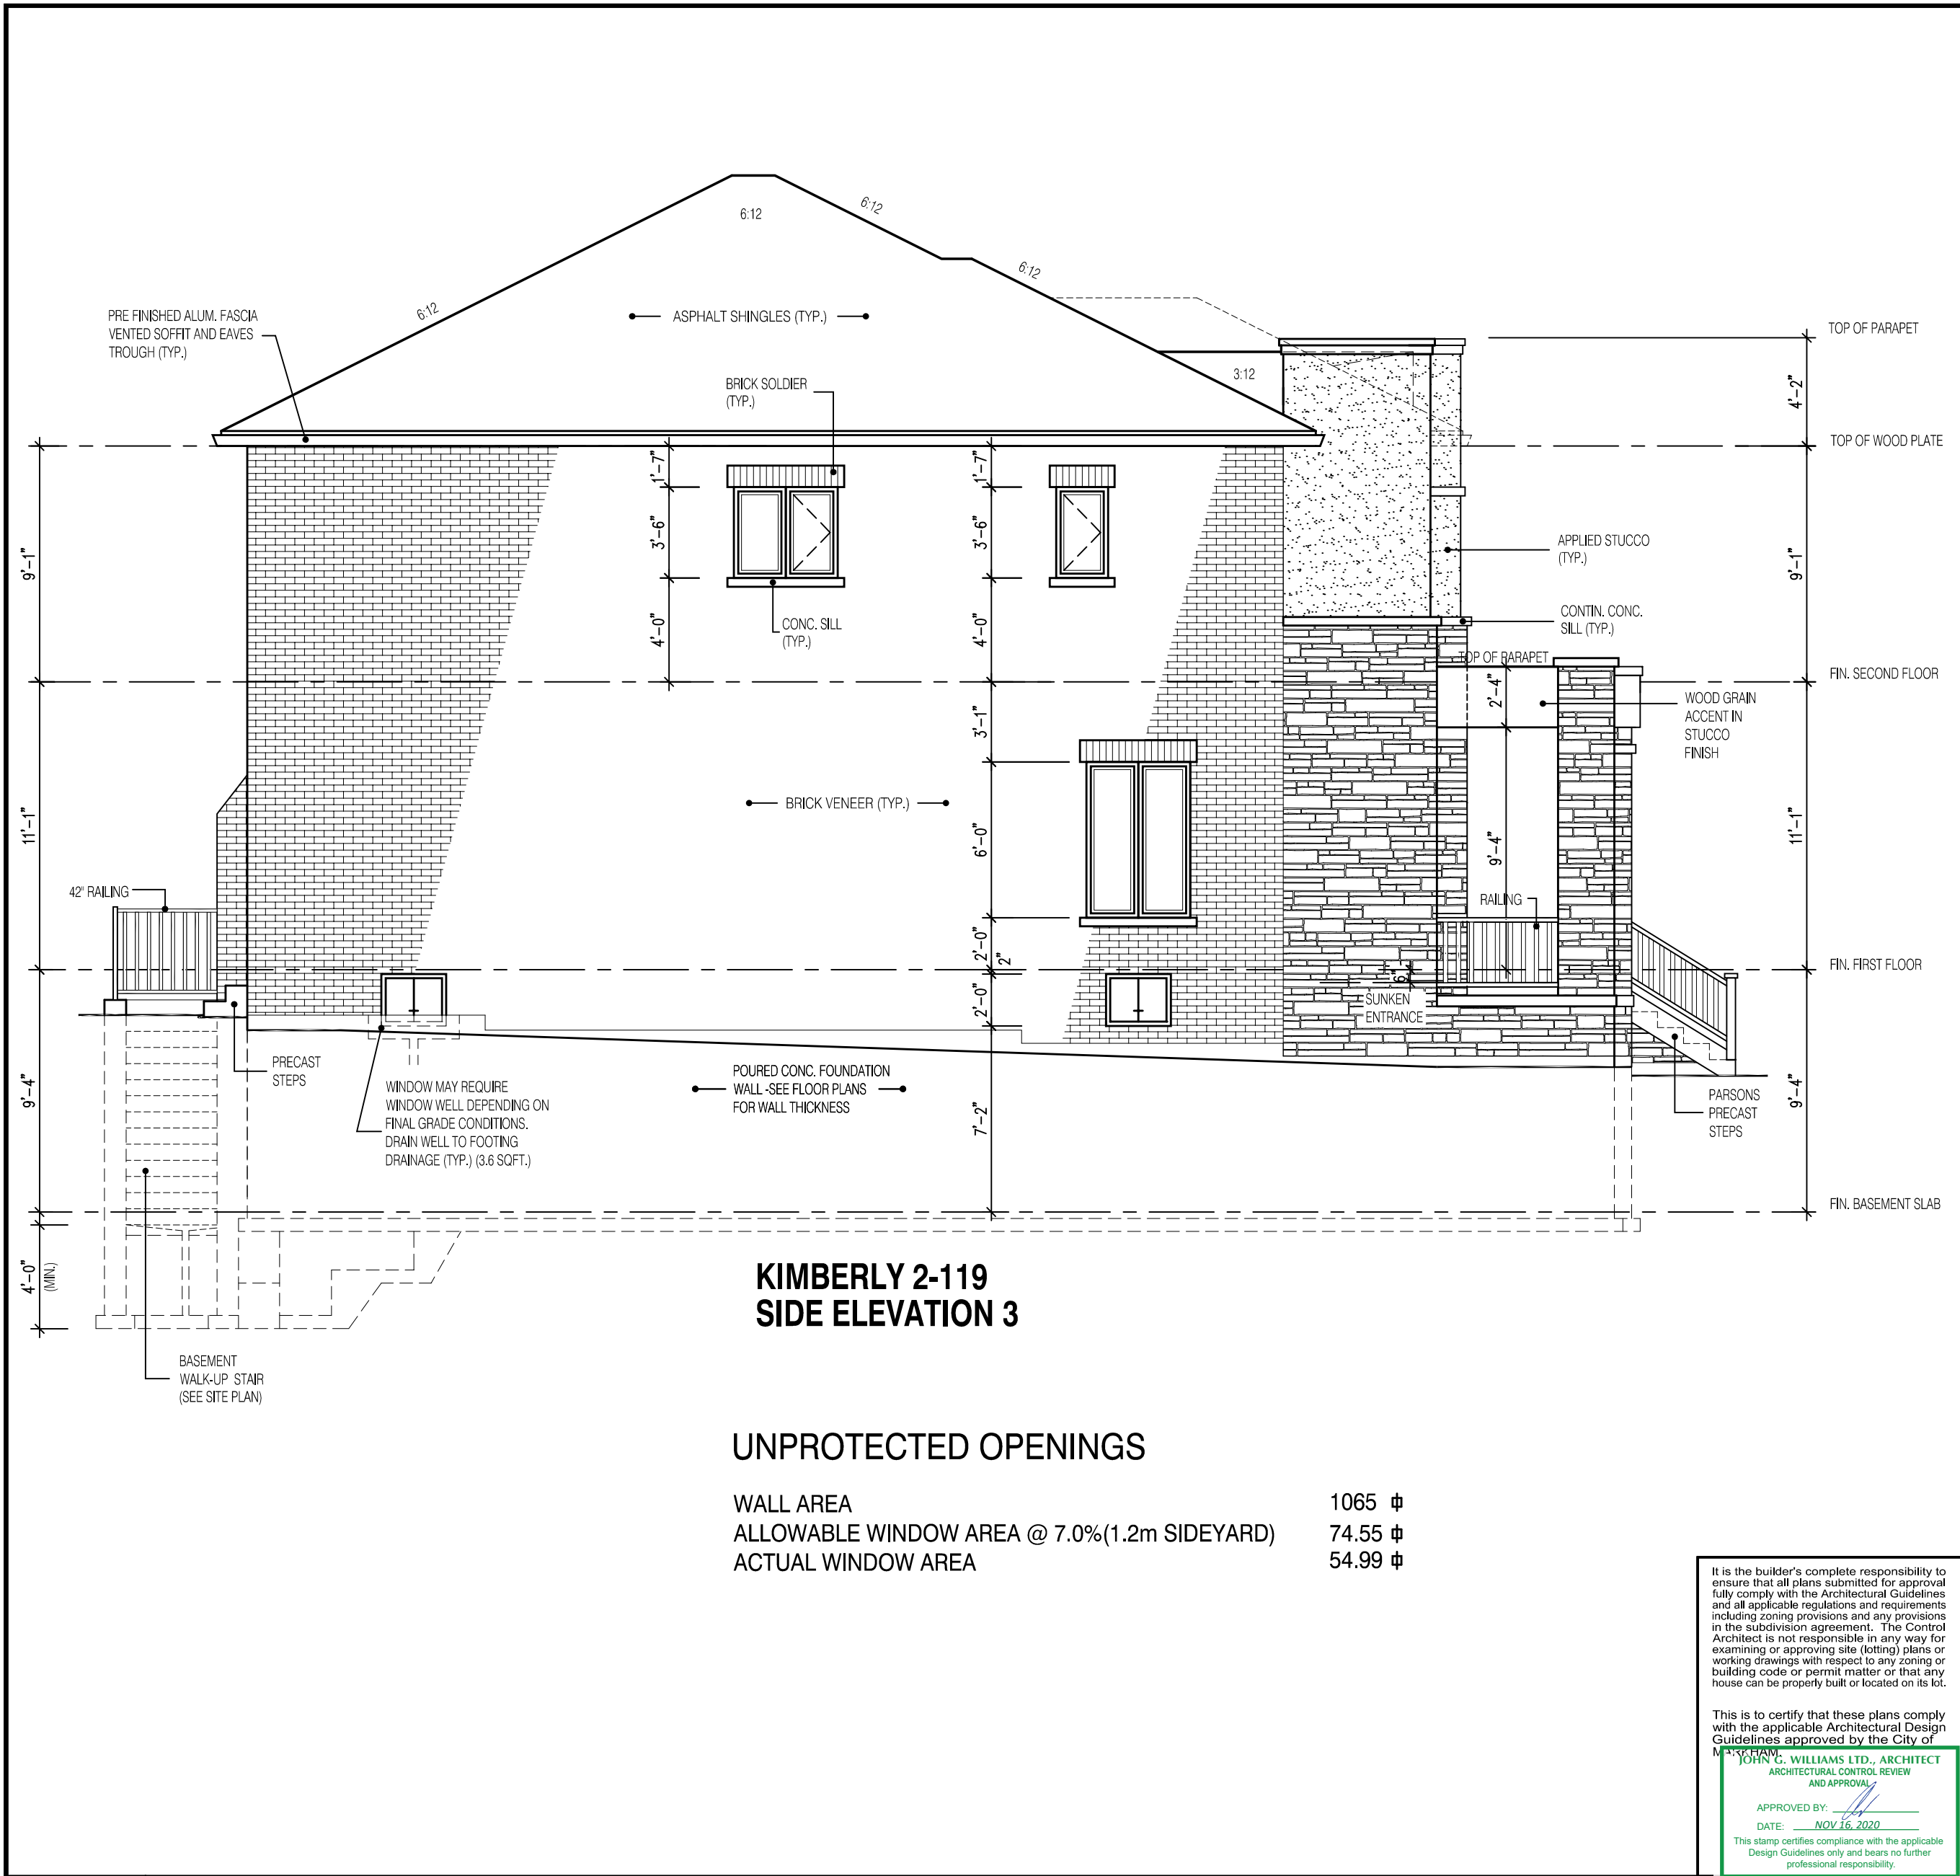 6:12
6:12
6:12
6:12
3:12
PRE FINISHED ALUM. FASCIA
VENTED SOFFIT AND EAVES
TROUGH (TYP.)
ASPHALT SHINGLES (TYP.)
BRICK SOLDIER
(TYP.)
TOP OF PARAPET
4'-2"
TOP OF WOOD PLATE
9'-1"
1'-7"
3'-6"
4'-0"
1'-7"
3'-6"
4'-0"
CONC. SILL
(TYP.)
APPLIED STUCCO
(TYP.)
9'-1"
CONTIN. CONC.
SILL (TYP.)
TOP OF PARAPET
FIN. SECOND FLOOR
2'-4"
WOOD GRAIN
ACCENT IN
STUCCO
FINISH
3'-1"
BRICK VENEER (TYP.)
11'-1"
6'-0"
9'-4"
11'-1"
42" RAILING
RAILING
2'-0"
2"
6"
FIN. FIRST FLOOR
2'-0"
SUNKEN
ENTRANCE
PRECAST
STEPS
9'-4"
WINDOW MAY REQUIRE
WINDOW WELL DEPENDING ON
FINAL GRADE CONDITIONS.
DRAIN WELL TO FOOTING
DRAINAGE (TYP.) (3.6 SQFT.)
POURED CONC. FOUNDATION
WALL -SEE FLOOR PLANS
FOR WALL THICKNESS
7'-2"
9'-4"
PARSONS
PRECAST
STEPS
FIN. BASEMENT SLAB
4'-0"
(MIN.)
KIMBERLY 2-119
SIDE ELEVATION 3
BASEMENT
WALK-UP STAIR
(SEE SITE PLAN)
UNPROTECTED OPENINGS
WALL AREA 1065
ALLOWABLE WINDOW AREA @ 7.0%(1.2m SIDEYARD) 74.55
ACTUAL WINDOW AREA 54.99
It is the builder's complete responsibility to
ensure that all plans submitted for approval
fully comply with the Architectural Guidelines
and all applicable regulations and requirements
including zoning provisions and any provisions
in the subdivision agreement. The Control
Architect is not responsible in any way for
examining or approving site (lotting) plans or
working drawings with respect to any zoning or
building code or permit matter or that any
house can be properly built or located on its lot.
This is to certify that these plans comply
with the applicable Architectural Design
Guidelines approved by the City of
MARKHAM.
JOHN G. WILLIAMS LTD., ARCHITECT
ARCHITECTURAL CONTROL REVIEW
AND APPROVAL
APPROVED BY:
DATE: NOV 16, 2020
This stamp certifies compliance with the applicable
Design Guidelines only and bears no further
professional responsibility.